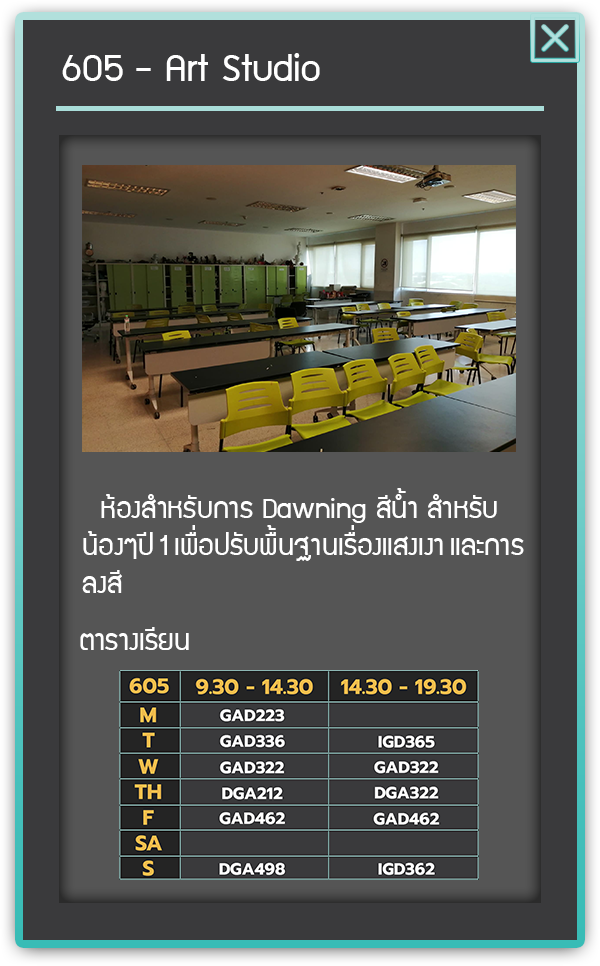 605 - Art Studio
ห้องสำหรับการ Dawning สีน้ำ สำหรับ
น้องๆปี 1 เพื่อปรับพื้นฐานเรื่องแสงเงา และการ
ลงสี
ตารางเรียน
605 9.30 - 14.30 14.30 - 19.30
M GAD223
T GAD336 IGD365
W GAD322 GAD322
TH DGA212 DGA322
F GAD462 GAD462
SA
S DGA498 IGD362